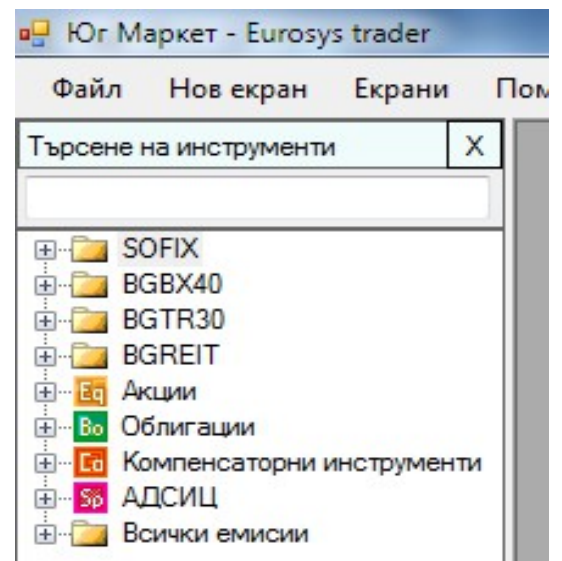 Юг Маркет - Eurosys trader
Файл Нов екран Екрани
Търсене на инструменти X
SOFIX
BGBX40
BGTR30
BGREIT
Eq Акции
Bo Облигации
Компенсаторни инструменти
Sp АДСИЦ
Всички емисии